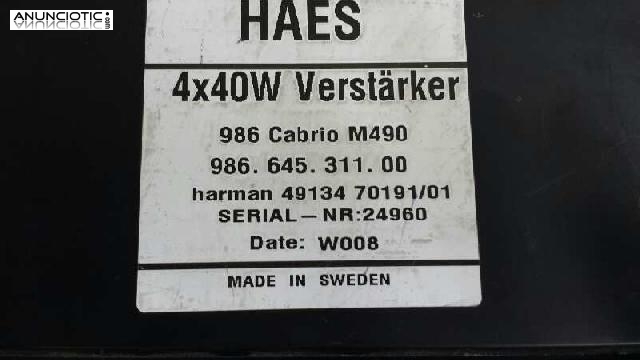 ANUNCIOTIC.es
HAES
4x40W Verstärker
986 Cabrio M490
986. 645. 311. 00
harman 49134 70191/01
SERIAL – NR:24960
Date: W008
MADE IN SWEDEN